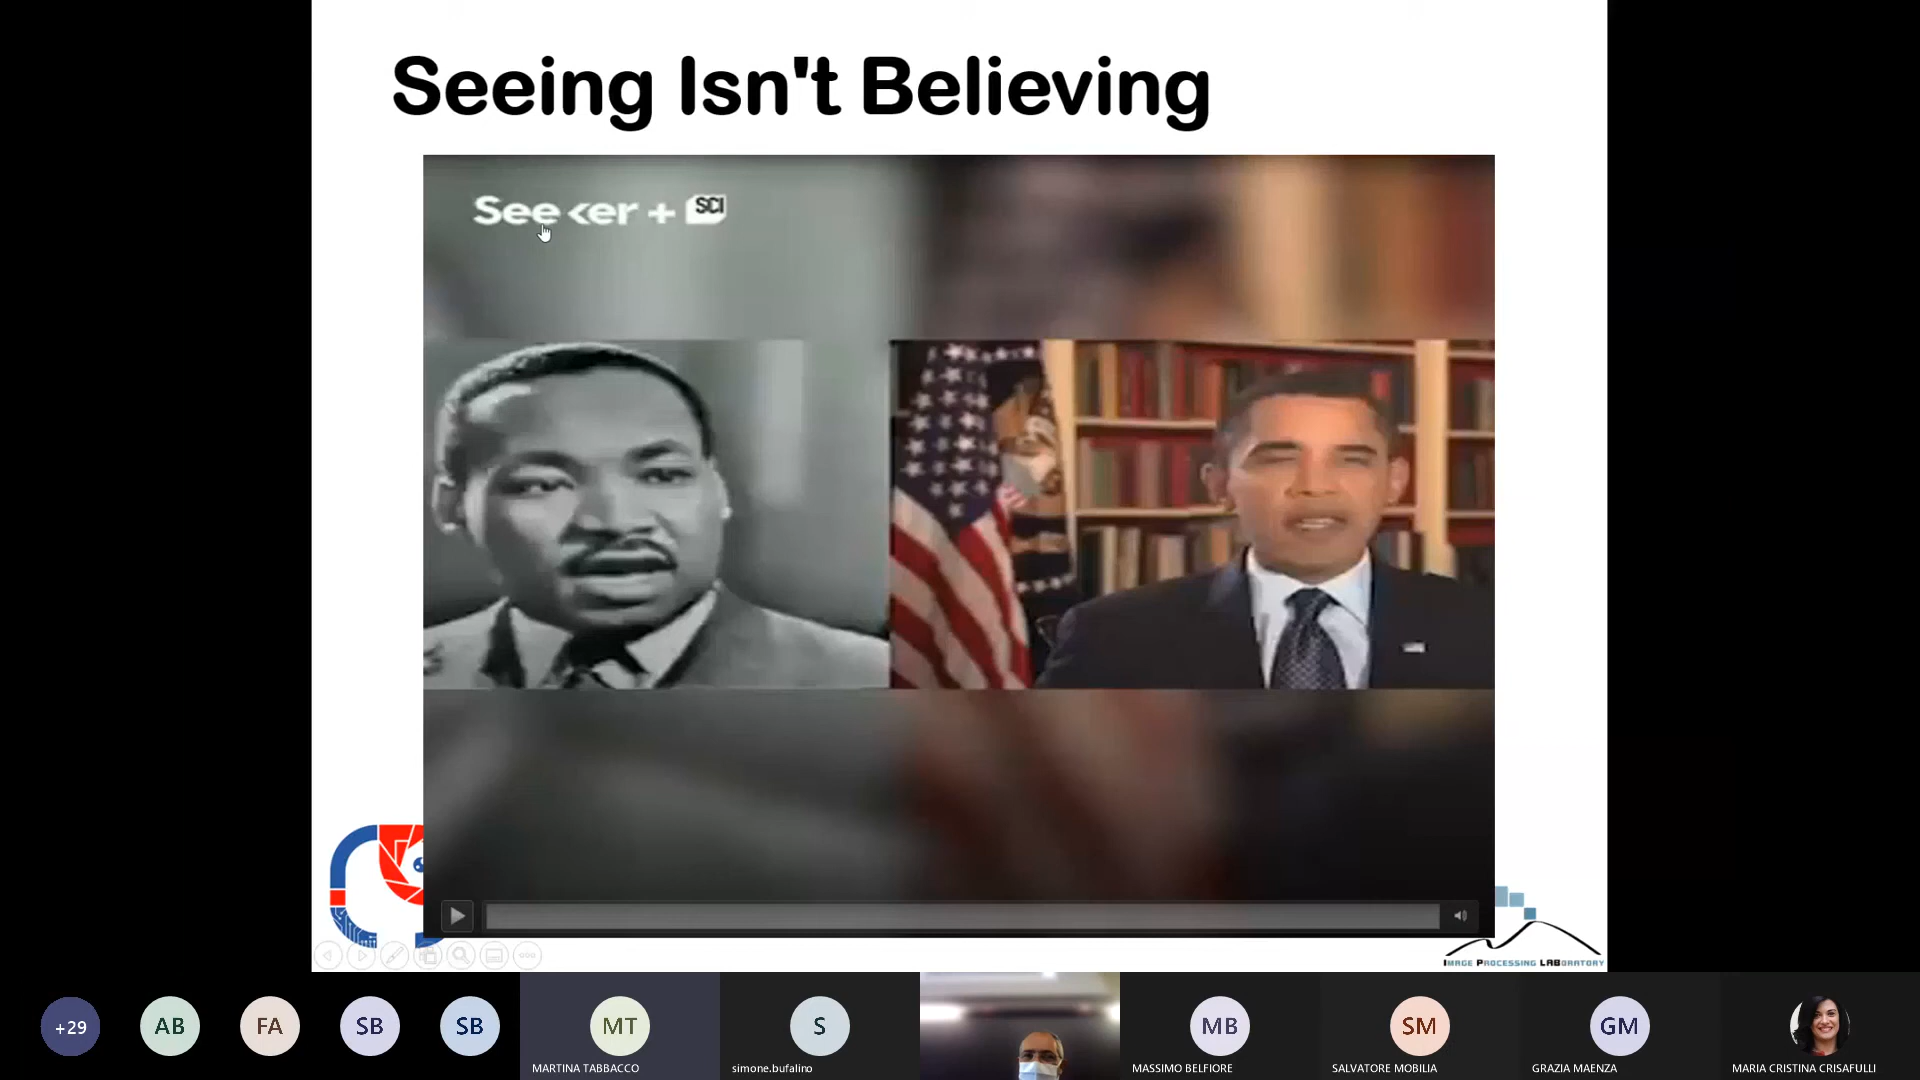 Seeing Isn't Believing
Seeker + SCI
IMAGE PROCESSING LABORATORY
+29
AB
FA
SB
SB
MT
S
MB
SM
GM
MARTINA TABBACCO
simone.bufalino
MASSIMO BELFIORE
SALVATORE MOBILIA
GRAZIA MAENZA
MARIA CRISTINA CRISAFULLI